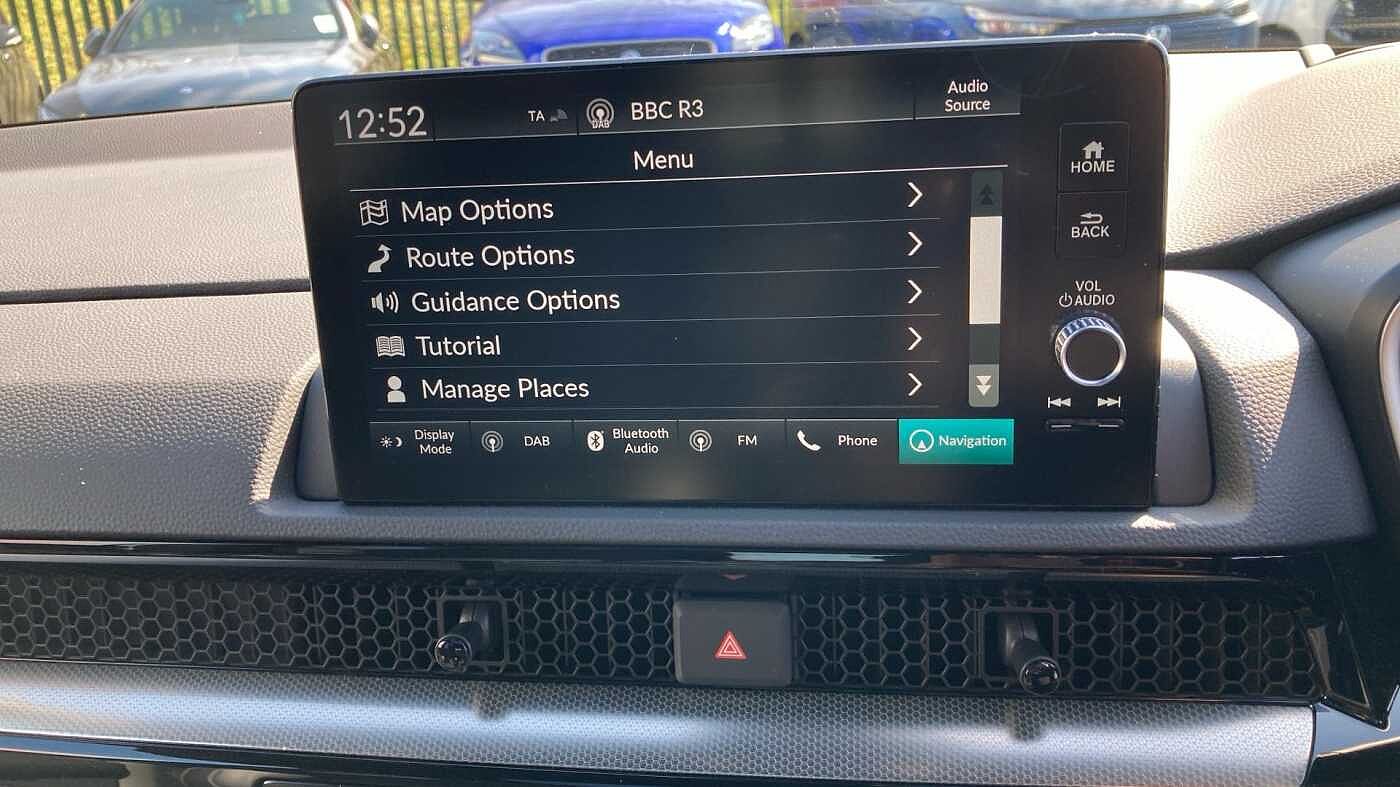 12:52
TA
DAB
BBC R3
Audio
Source
Menu
Map Options
Route Options
Guidance Options
Tutorial
Manage Places
Display
Mode
DAB
Bluetooth
Audio
FM
Phone
Navigation
HOME
BACK
VOL
AUDIO